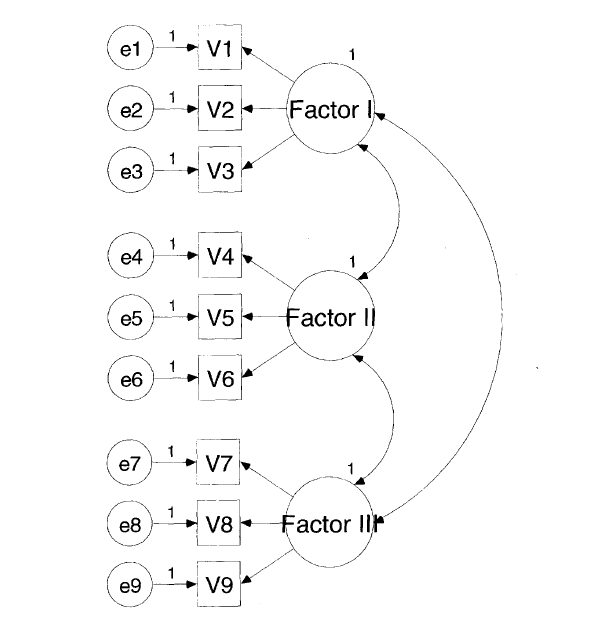 1
e1 1 V1
Factor I
e2 1 V2
e3 1 V3
1
e4 1 V4
Factor II
e5 1 V5
e6 1 V6
1
e7 1 V7
Factor III
e8 1 V8
e9 1 V9